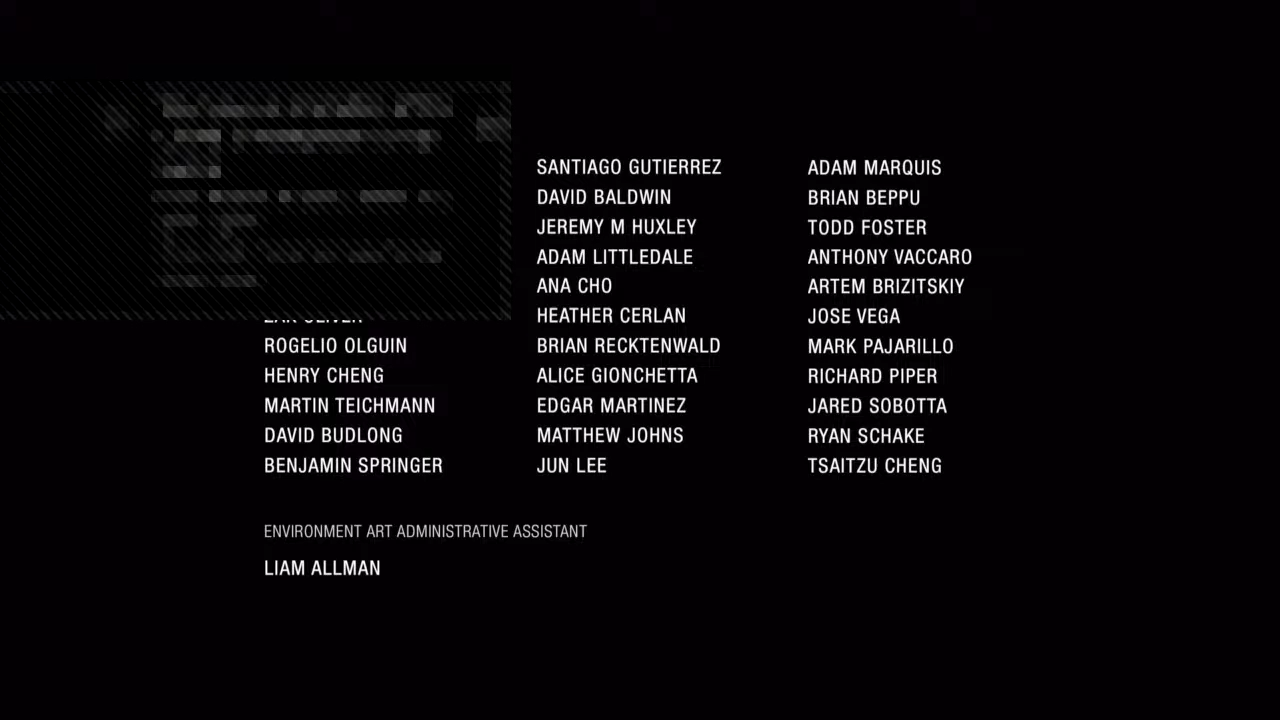 SANTIAGO GUTIERREZ ADAM MARQUIS
DAVID BALDWIN BRIAN BEPPU
JEREMY M HUXLEY TODD FOSTER
ADAM LITTLEDALE ANTHONY VACCARO
ANA CHO ARTEM BRIZITSKIY
HEATHER CERLAN JOSE VEGA
ROGELIO OLGUIN BRIAN RECKTENWALD MARK PAJARILLO
HENRY CHENG ALICE GIONCHETTA RICHARD PIPER
MARTIN TEICHMANN EDGAR MARTINEZ JARED SOBOTTA
DAVID BUDLONG MATTHEW JOHNS RYAN SCHAKE
BENJAMIN SPRINGER JUN LEE TSAITZU CHENG
ENVIRONMENT ART ADMINISTRATIVE ASSISTANT
LIAM ALLMAN